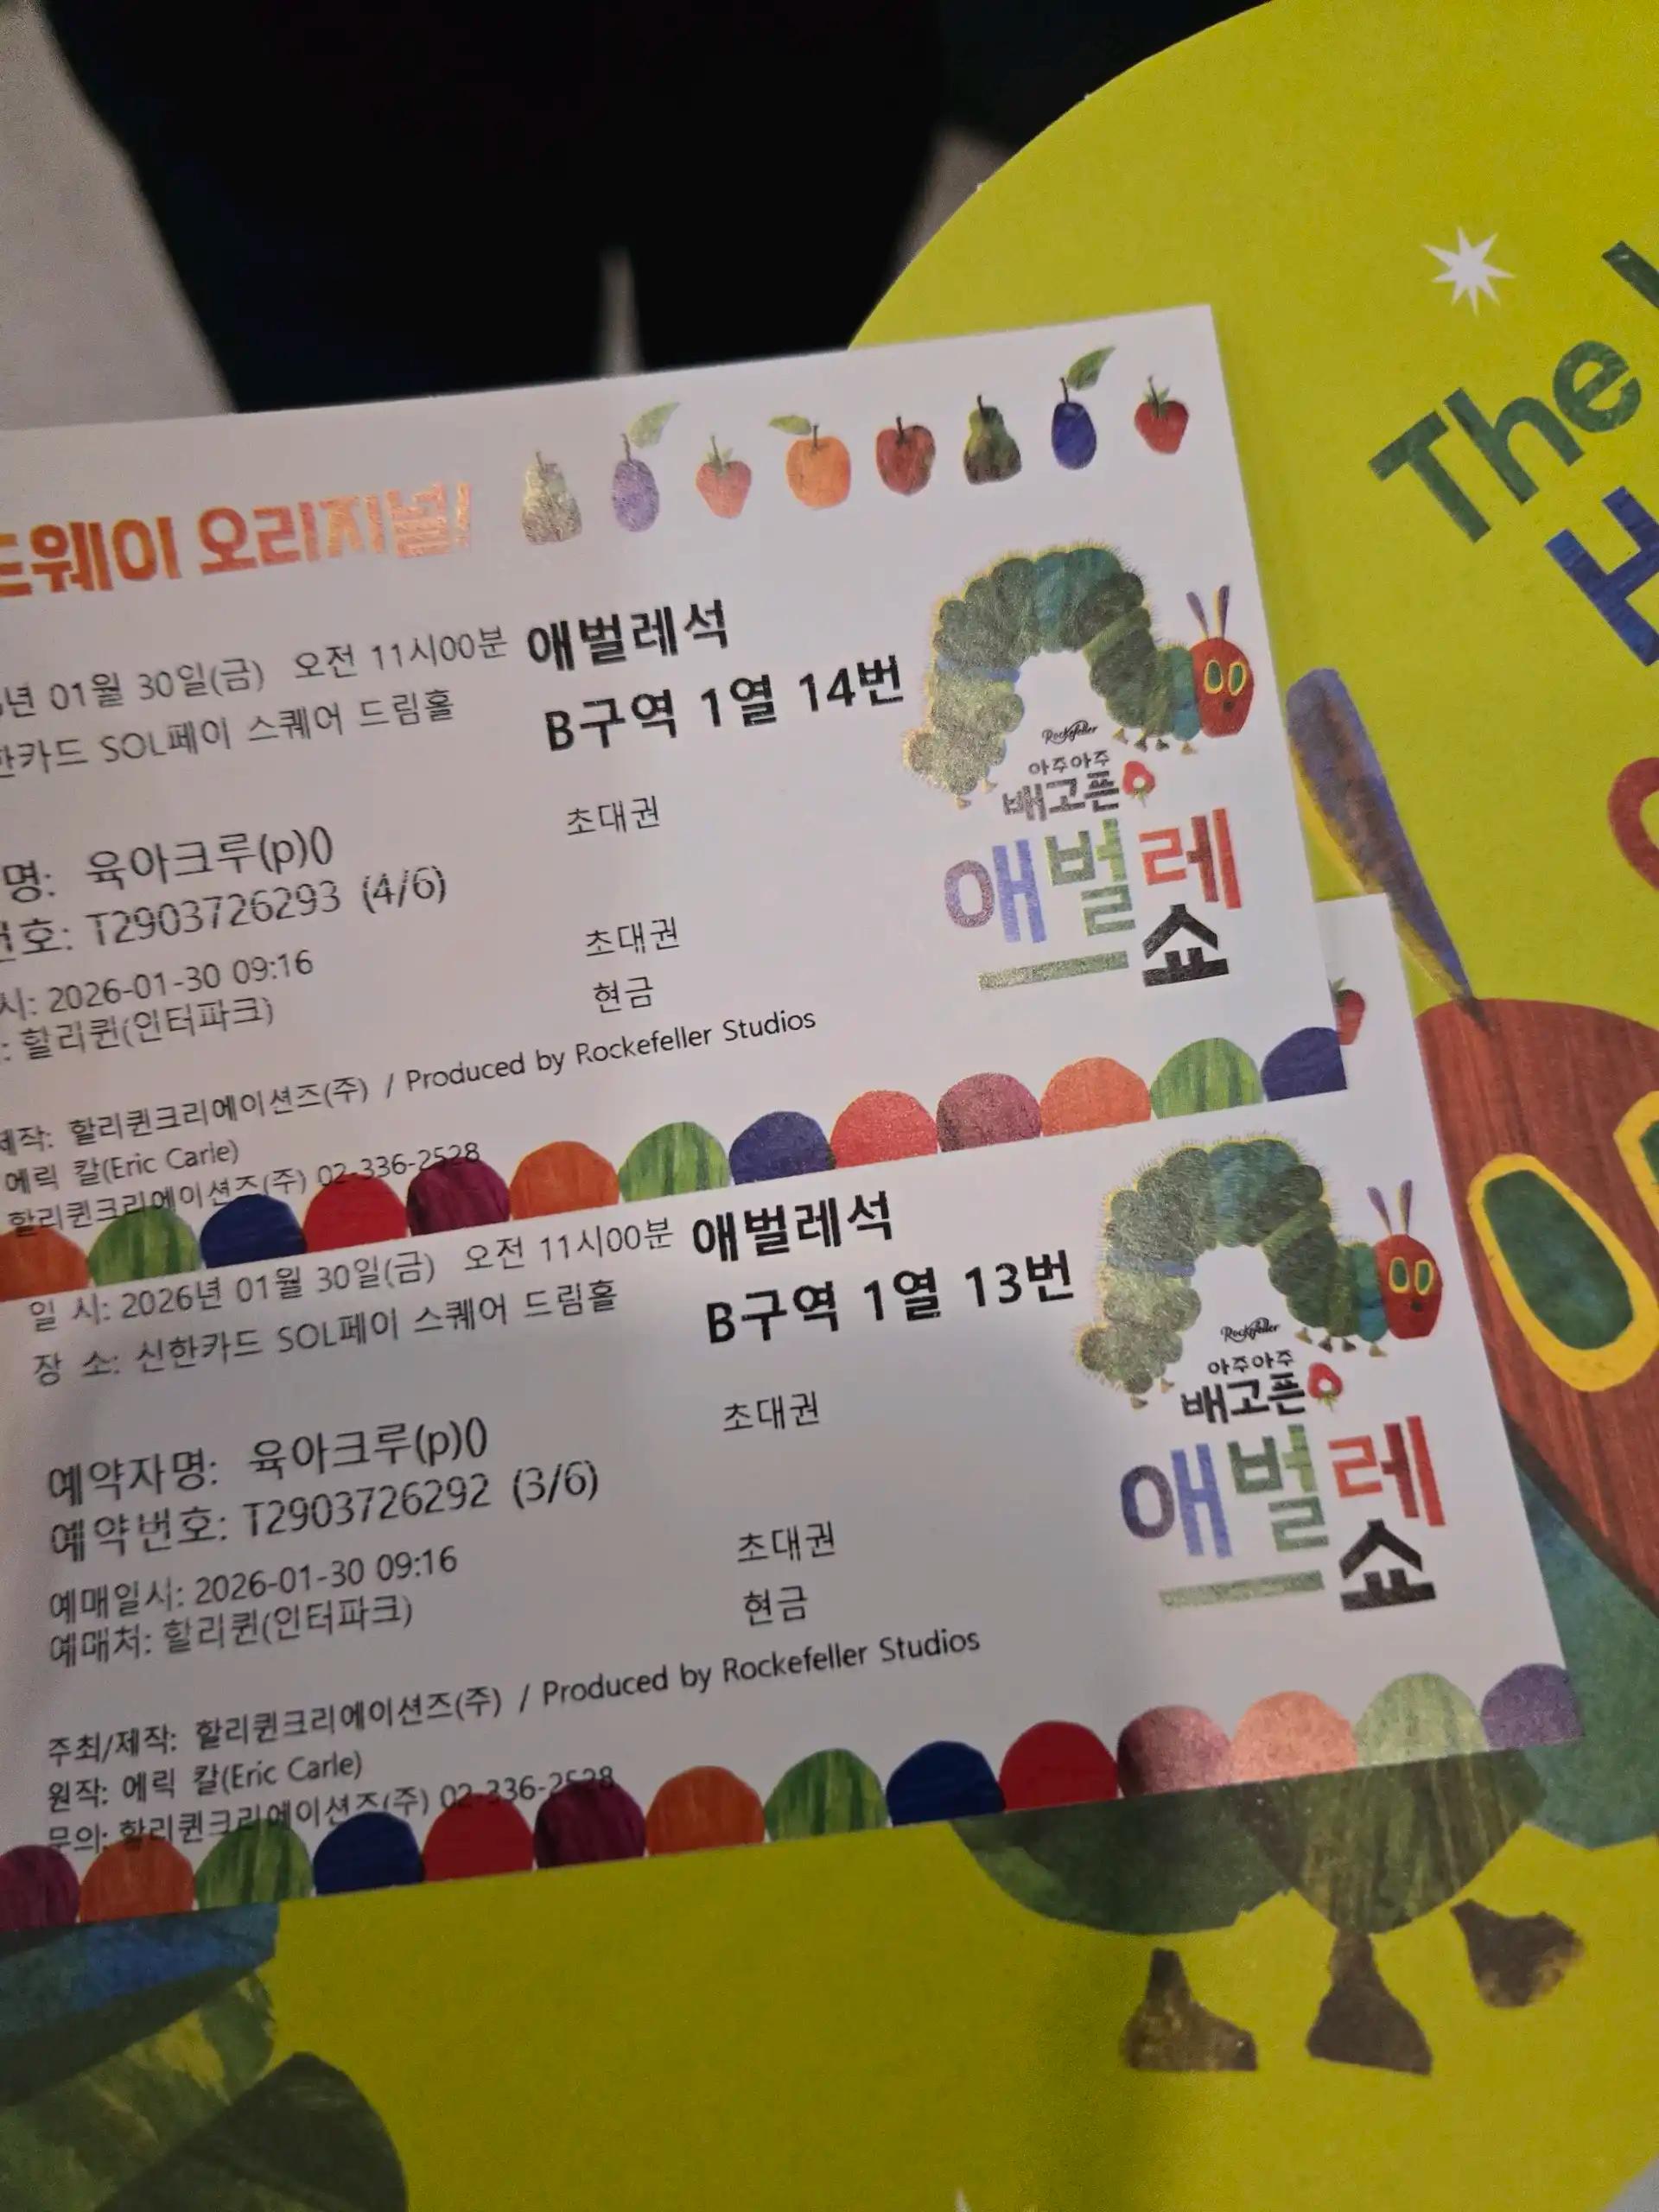 드웨이 오리지널!
년 01월 30일(금) 오전 11시00분
한카드 SOL페이 스퀘어 드림홀
애벌레석
B구역 1열 14번
초대권
명: 육아크루(p)0
번호: T2903726293 (4/6)
시: 2026-01-30 09:16
: 할리퀸(인터파크)
초대권
현금
제작: 할리퀸크리에이션즈(주) / Produced by Rockefeller Studios
에릭 칼(Eric Carle)
할리퀸크리에이션즈(주) 02-336-2528
Rockefeller
아주아주
배고픈
애벌레
쇼
일 시: 2026년 01월 30일(금) 오전 11시00분
장 소: 신한카드 SOL페이 스퀘어 드림홀
애벌레석
B구역 1열 13번
초대권
예약자명: 육아크루(p)0
예약번호: T2903726292 (3/6)
예매일시: 2026-01-30 09:16
예매처: 할리퀸(인터파크)
초대권
현금
주최/제작: 할리퀸크리에이션즈(주) / Produced by Rockefeller Studios
원작: 에릭 칼(Eric Carle)
문의: 할리퀸크리에이션즈(주) 02-336-2528
Rockefeller
아주아주
배고픈
애벌레
쇼
The
H